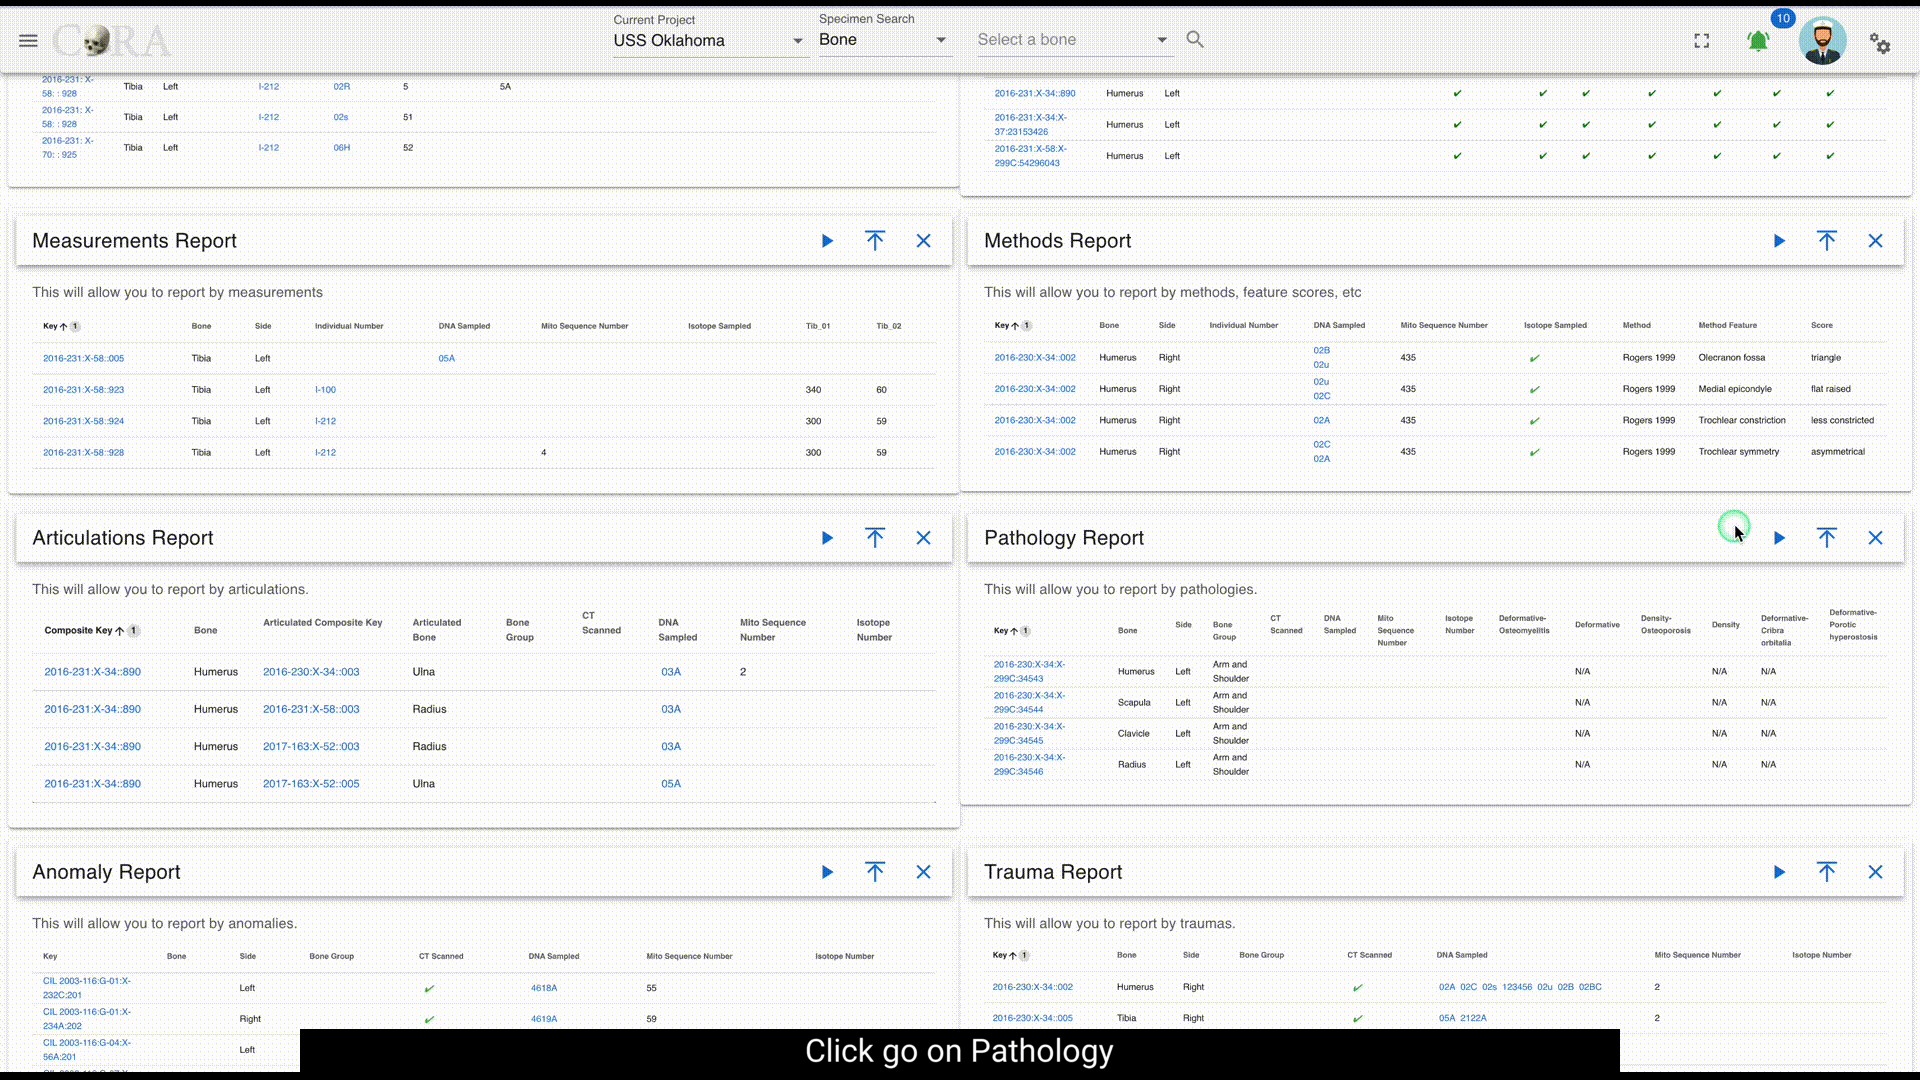 CORA
Current Project
USS Oklahoma
Specimen Search
Bone
Select a bone
10
2016-231: X-
58: : 928
Tibia Left I-212 02R 5 5A
2016-231: X-
58: : 928
Tibia Left I-212 02s 51
2016-231: X-
70: : 925
Tibia Left I-212 06H 52
2016-231:X-34::890 Humerus Left ✔ ✔ ✔ ✔ ✔ ✔ ✔
2016-231:X-34:X-
37:23153426
Humerus Left ✔ ✔ ✔ ✔ ✔ ✔ ✔
2016-231:X-58:X-
299C:54296043
Humerus Left ✔ ✔ ✔ ✔ ✔ ✔ ✔
Measurements Report
This will allow you to report by measurements
Key 1 Bone Side Individual Number DNA Sampled Mito Sequence Number Isotope Sampled Tib_01 Tib_02
2016-231:X-58::005 Tibia Left 05A
2016-231:X-58::923 Tibia Left I-100 340 60
2016-231:X-58::924 Tibia Left I-212 300 59
2016-231:X-58::928 Tibia Left I-212 4 300 59
Methods Report
This will allow you to report by methods, feature scores, etc
Key 1 Bone Side Individual Number DNA Sampled Mito Sequence Number Isotope Sampled Method Method Feature Score
2016-230:X-34::002 Humerus Right 02B 02u 435 ✔ Rogers 1999 Olecranon fossa triangle
2016-230:X-34::002 Humerus Right 02u 02C 435 ✔ Rogers 1999 Medial epicondyle flat raised
2016-230:X-34::002 Humerus Right 02A 435 ✔ Rogers 1999 Trochlear constriction less constricted
2016-230:X-34::002 Humerus Right 02C 02A 435 ✔ Rogers 1999 Trochlear symmetry asymmetrical
Articulations Report
This will allow you to report by articulations.
Composite Key 1 Bone Articulated Composite Key Articulated Bone Bone Group CT Scanned DNA Sampled Mito Sequence Number Isotope Number
2016-231:X-34::890 Humerus 2016-230:X-34::003 Ulna 03A 2
2016-231:X-34::890 Humerus 2016-231:X-58::003 Radius 03A
2016-231:X-34::890 Humerus 2017-163:X-52::003 Radius 03A
2016-231:X-34::890 Humerus 2017-163:X-52::005 Ulna 05A
Pathology Report
This will allow you to report by pathologies.
Key 1 Bone Side Bone Group CT Scanned DNA Sampled Mito Sequence Number Isotope Number Deformative-Osteomyelitis Deformative Density-Osteoporosis Density Deformative-Cribra orbitalia Deformative-Porotic hyperostosis
2016-230:X-34:X-
299C:34543
Humerus Left Arm and Shoulder N/A N/A N/A
2016-230:X-34:X-
299C:34544
Scapula Left Arm and Shoulder N/A N/A N/A
2016-230:X-34:X-
299C:34545
Clavicle Left Arm and Shoulder N/A N/A N/A
2016-230:X-34:X-
299C:34546
Radius Left Arm and Shoulder N/A N/A N/A
Anomaly Report
This will allow you to report by anomalies.
Key Bone Side Bone Group CT Scanned DNA Sampled Mito Sequence Number Isotope Number
CIL 2003-116:G-01:X-
232C:201
Left ✔ 4618A 55
CIL 2003-116:G-01:X-
234A:202
Right ✔ 4619A 59
CIL 2003-116:G-04:X-
56A:201
Left
Trauma Report
This will allow you to report by traumas.
Key 1 Bone Side Bone Group CT Scanned DNA Sampled Mito Sequence Number Isotope Number
2016-230:X-34::002 Humerus Right ✔ 02A 02C 02s 123456 02u 02B 02BC 2
2016-230:X-34::005 Tibia Right ✔ 05A 2122A 2
Click go on Pathology